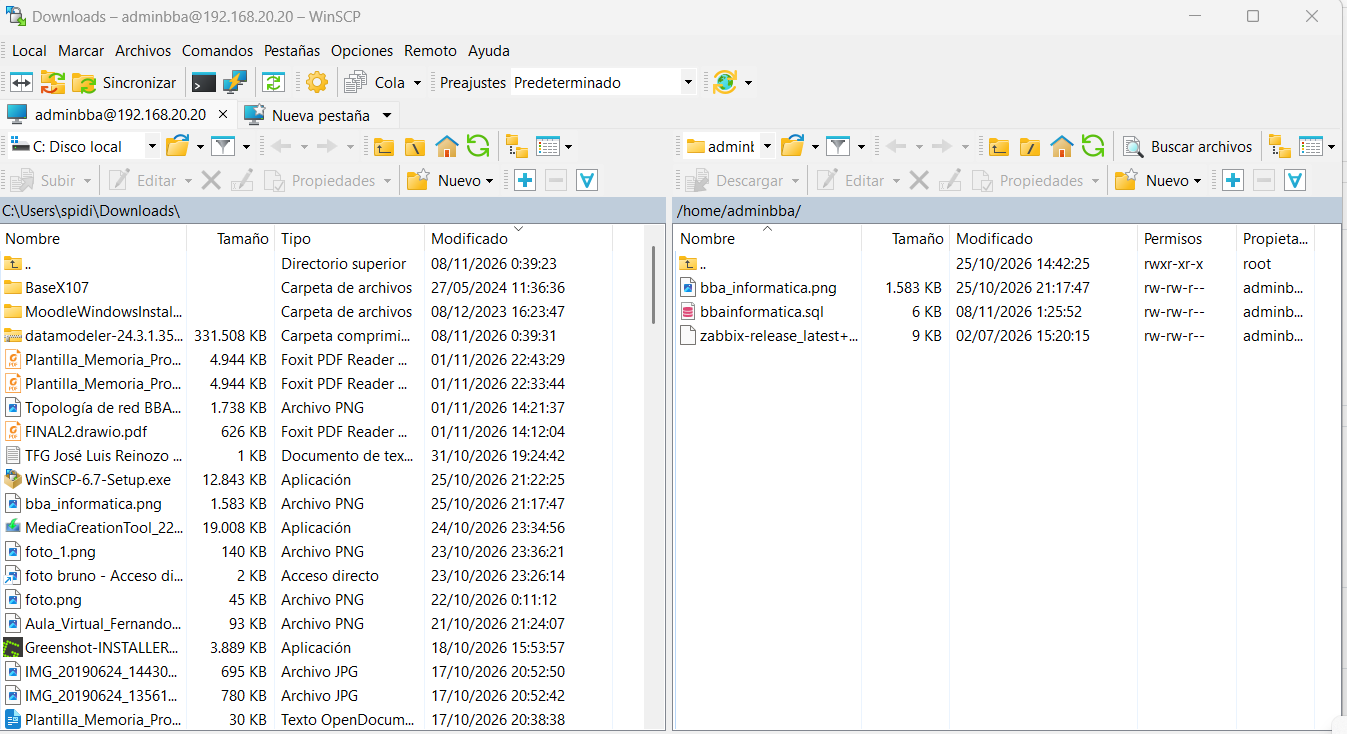 Downloads – adminbba@192.168.20.20 – WinSCP
Local Marcar Archivos Comandos Pestañas Opciones Remoto Ayuda
Sincronizar Cola Preajustes Predeterminado
adminbba@192.168.20.20 Nueva pestaña
C: Disco local adminb Buscar archivos
Subir Editar Propiedades Nuevo Descargar Editar Propiedades Nuevo
C:\Users\spidi\Downloads\ /home/adminbba/
Nombre Tamaño Tipo Modificado Nombre Tamaño Modificado Permisos Propieta...
.. Directorio superior 08/11/2026 0:39:23 .. 25/10/2026 14:42:25 rwxr-xr-x root
BaseX107 Carpeta de archivos 27/05/2024 11:36:36 bba_informatica.png 1.583 KB 25/10/2026 21:17:47 rw-rw-r-- adminb...
MoodleWindowsInstal... Carpeta de archivos 08/12/2023 16:23:47 bbainformatica.sql 6 KB 08/11/2026 1:25:52 rw-rw-r-- adminb...
datamodeler-24.3.1.35... 331.508 KB Carpeta comprimi... 08/11/2026 0:39:31 zabbix-release_latest+... 9 KB 02/07/2026 15:20:15 rw-rw-r-- adminb...
Plantilla_Memoria_Pro... 4.944 KB Foxit PDF Reader ... 01/11/2026 22:43:29
Plantilla_Memoria_Pro... 4.944 KB Foxit PDF Reader ... 01/11/2026 22:33:44
Topología de red BBA... 1.738 KB Archivo PNG 01/11/2026 14:21:37
FINAL2.drawio.pdf 626 KB Foxit PDF Reader ... 01/11/2026 14:12:04
TFG José Luis Reinozo ... 1 KB Documento de tex... 31/10/2026 19:24:42
WinSCP-6.7-Setup.exe 12.843 KB Aplicación 25/10/2026 21:22:25
bba_informatica.png 1.583 KB Archivo PNG 25/10/2026 21:17:47
MediaCreationTool_22... 19.008 KB Aplicación 24/10/2026 23:34:56
foto_1.png 140 KB Archivo PNG 23/10/2026 23:36:21
foto bruno - Acceso di... 2 KB Acceso directo 23/10/2026 23:26:14
foto.png 45 KB Archivo PNG 22/10/2026 0:11:12
Aula_Virtual_Fernando... 93 KB Archivo PNG 21/10/2026 21:24:07
Greenshot-INSTALLER... 3.889 KB Aplicación 18/10/2026 15:53:57
IMG_20190624_14430... 695 KB Archivo JPG 17/10/2026 20:52:50
IMG_20190624_13561... 780 KB Archivo JPG 17/10/2026 20:52:42
Plantilla_Memoria_Pro... 30 KB Texto OpenDocum... 17/10/2026 20:38:38